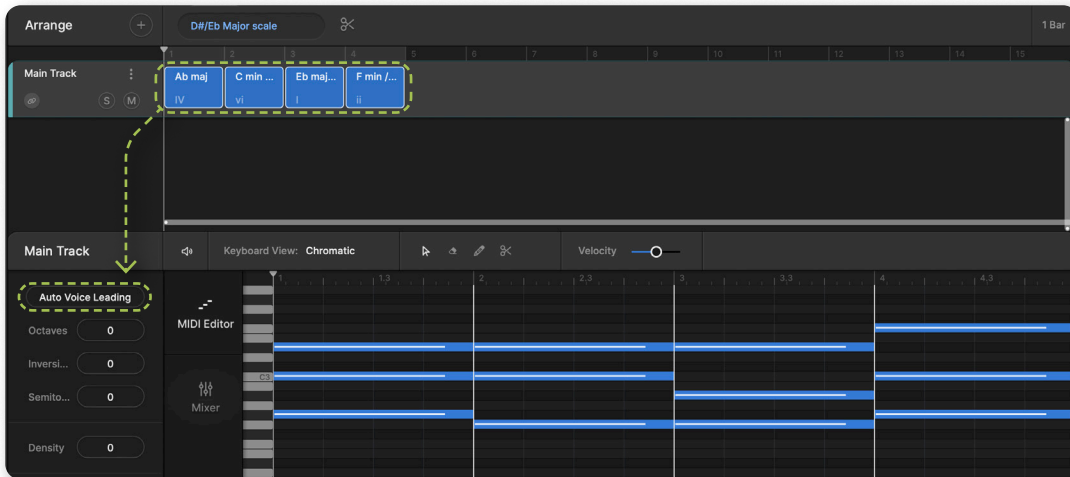 Arrange + D#/Eb Major scale 1 Bar
1 2 3 4 5 6 7 8 9 10 11 12 13 14 15
Main Track Ab maj C min ... Eb maj... F min /...
S M IV vi I ii
Main Track Keyboard View: Chromatic Velocity
1 1.3 2 2.3 3 3.3 4 4.3
Auto Voice Leading
MIDI Editor
Octaves 0
Inversi... 0
C3
Semito... 0
Mixer
Density 0